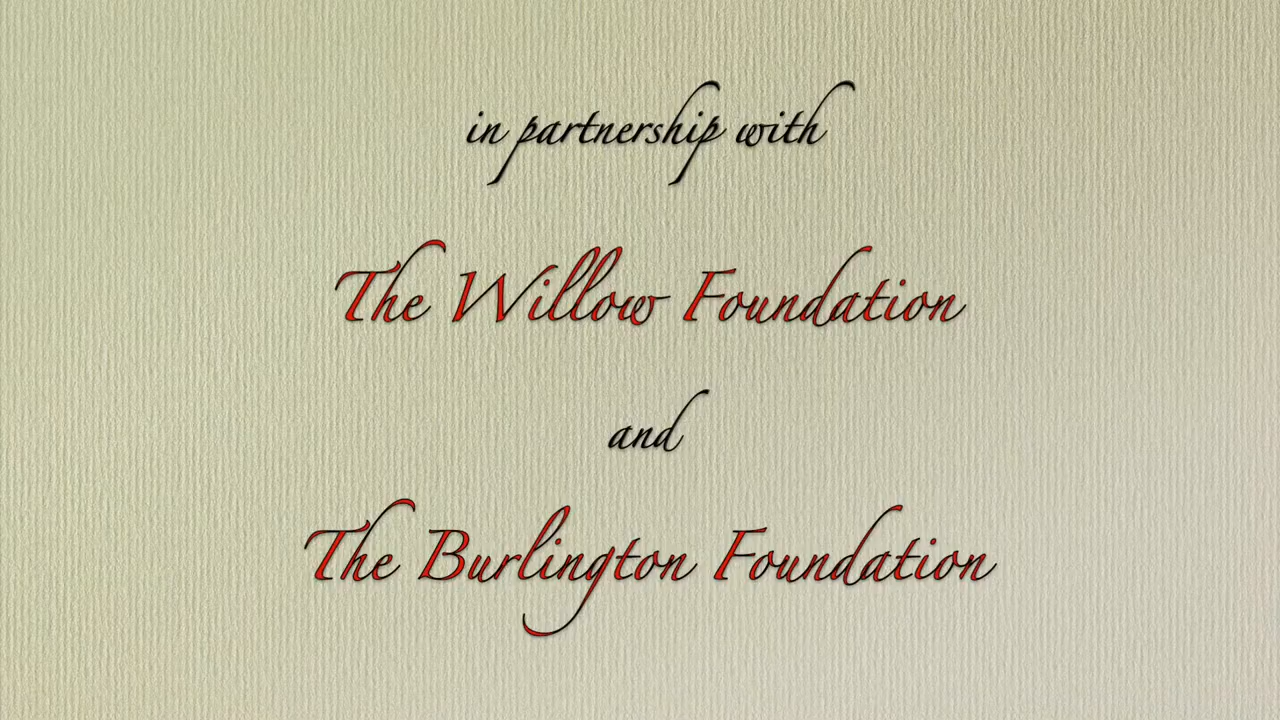 in partnership with
The Willow Foundation
and
The Burlington Foundation